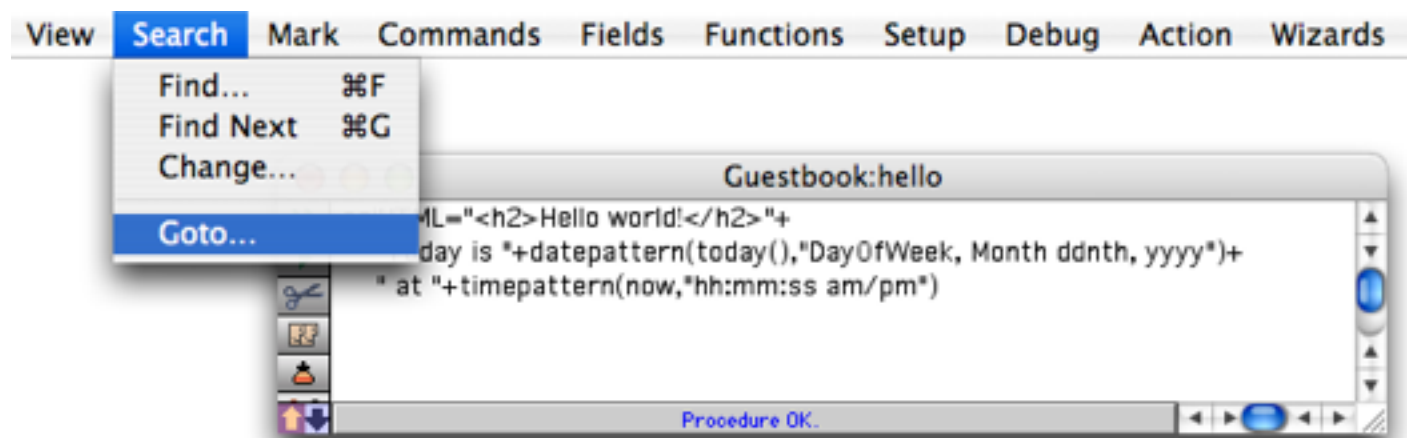 View Search Mark Commands Fields Functions Setup Debug Action Wizards
Find... ⌘F
Find Next ⌘G
Change...
Goto...
Guestbook:hello
ML="<h2>Hello world!</h2>"+
day is "+datepattern(today(),"DayOfWeek, Month ddnth, yyyy")+
" at "+timepattern(now,"hh:mm:ss am/pm")
Procedure OK.